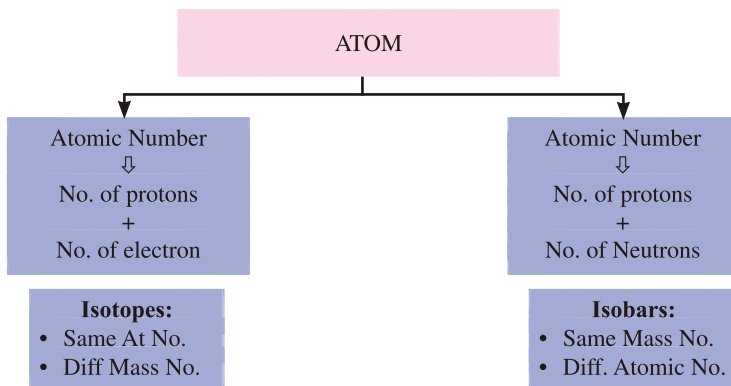 ATOM
Atomic Number
⇩
No. of protons
+
No. of electron
Isotopes:
• Same At No.
• Diff Mass No.
Atomic Number
⇩
No. of protons
+
No. of Neutrons
Isobars:
• Same Mass No.
• Diff. Atomic No.